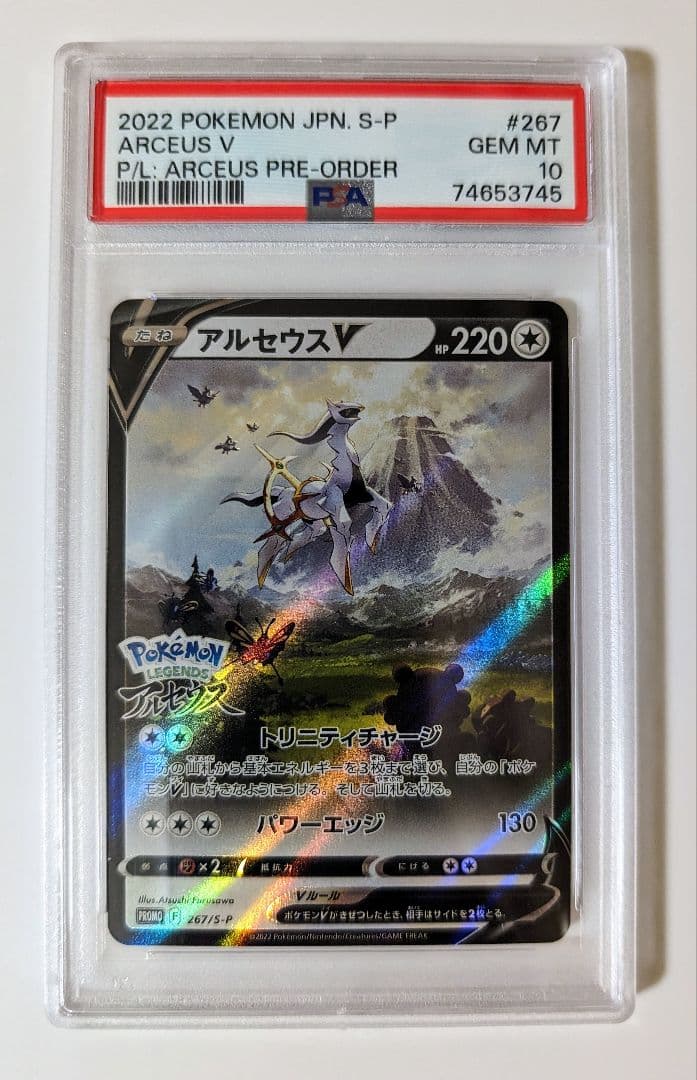 2022 POKEMON JPN. S-P #267
ARCEUS V GEM MT
P/L: ARCEUS PRE-ORDER 10
PSA 74653745
たね アルセウスV HP 220
Pokémon
LEGENDS
アルセウス
トリニティチャージ
自分の山札から基本エネルギーを3枚まで選び、自分の「ポケ
モンV」に好きなようにつける。そして山札を切る。
パワーエッジ 130
弱点 ×2 抵抗力 にげる
Illus. Atsushi Furusawa Vルール
PROMO F 267/S-P ポケモンVがきぜつしたとき、相手はサイドを2枚とる。
©2022 Pokémon/Nintendo/Creatures/GAME FREAK